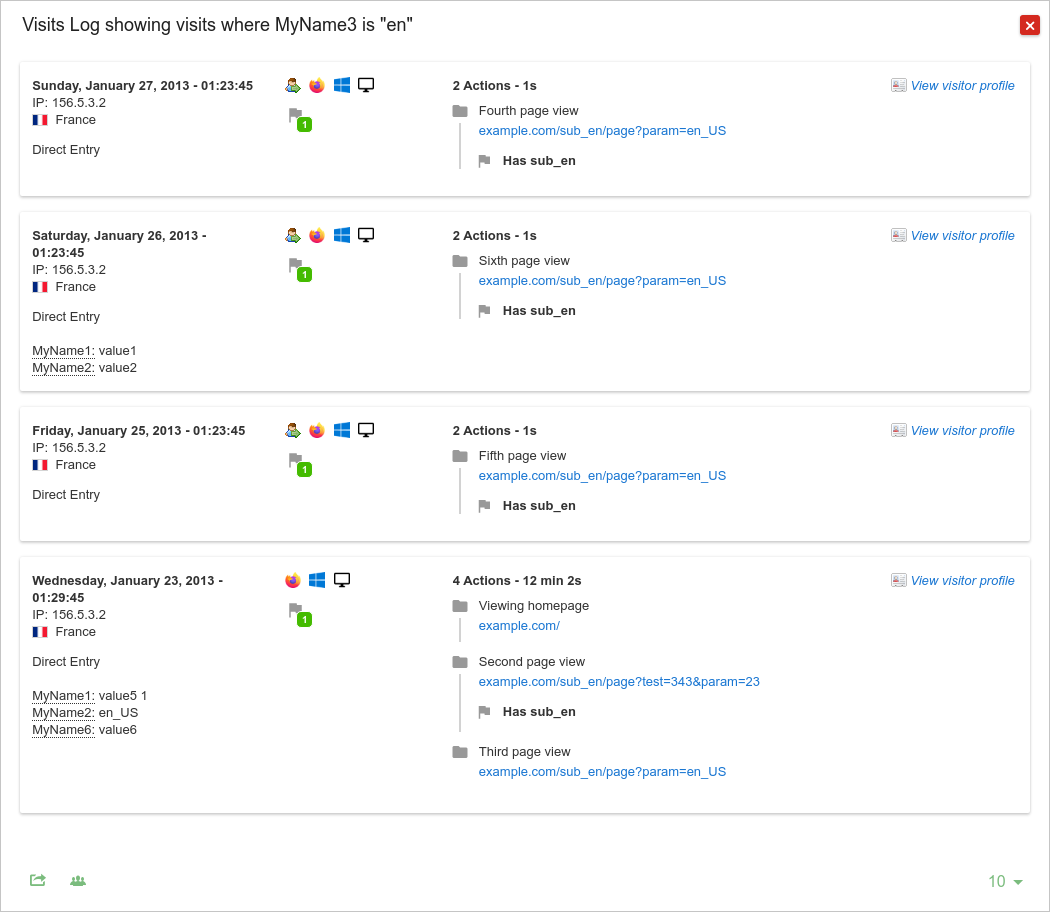 Visits Log showing visits where MyName3 is "en"
Sunday, January 27, 2013 - 01:23:45
IP: 156.5.3.2
France
Direct Entry
1
2 Actions - 1s
Fourth page view
example.com/sub_en/page?param=en_US
Has sub_en
View visitor profile
Saturday, January 26, 2013 -
01:23:45
IP: 156.5.3.2
France
Direct Entry
MyName1: value1
MyName2: value2
1
2 Actions - 1s
Sixth page view
example.com/sub_en/page?param=en_US
Has sub_en
View visitor profile
Friday, January 25, 2013 - 01:23:45
IP: 156.5.3.2
France
Direct Entry
1
2 Actions - 1s
Fifth page view
example.com/sub_en/page?param=en_US
Has sub_en
View visitor profile
Wednesday, January 23, 2013 -
01:29:45
IP: 156.5.3.2
France
Direct Entry
MyName1: value5 1
MyName2: en_US
MyName6: value6
1
4 Actions - 12 min 2s
Viewing homepage
example.com/
Second page view
example.com/sub_en/page?test=343&param=23
Has sub_en
Third page view
example.com/sub_en/page?param=en_US
View visitor profile
10